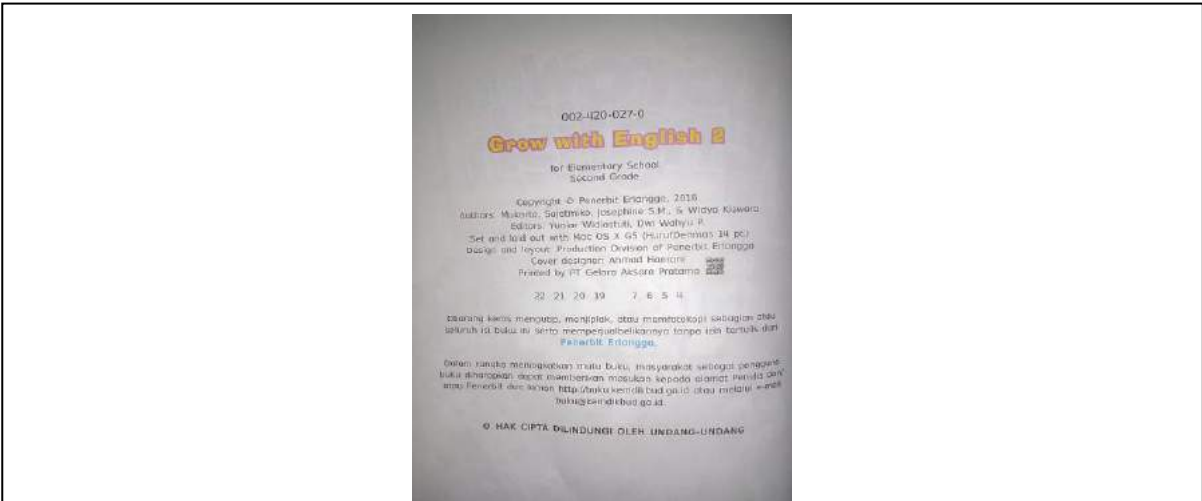 002-420-027-0
Grow with English 2
for Elementary School
Second Grade
Copyright © Penerbit Erlangga, 2016
Authors: Mukarto, Sujatmiko, Josephine S.M., & Widya Kiswara
Editors: Yuniar Widiastuti, Dwi Wahyu P.
Set and laid out with Mac OS X G5 (HurufDenmas 14 pt.)
Design and layout: Production Division of Penerbit Erlangga
Cover designer: Ahmad
Printed by PT Gelora Aksara Pratama
22 21 20 19 7 6 5 4
Dilarang keras mengutip, menjiplak, atau memfotokopi sebagian atau
seluruh isi buku ini serta memperjualbelikannya tanpa izin tertulis dari
Penerbit Erlangga.
Dalam rangka meningkatkan mutu buku, masyarakat sebagai pengguna
buku diharapkan dapat memberikan masukan kepada alamat Penulis dan/
atau Penerbit dan laman http://buku.kemdikbud.go.id atau melalui e-mail
buku@kemdikbud.go.id.
© HAK CIPTA DILINDUNGI OLEH UNDANG-UNDANG